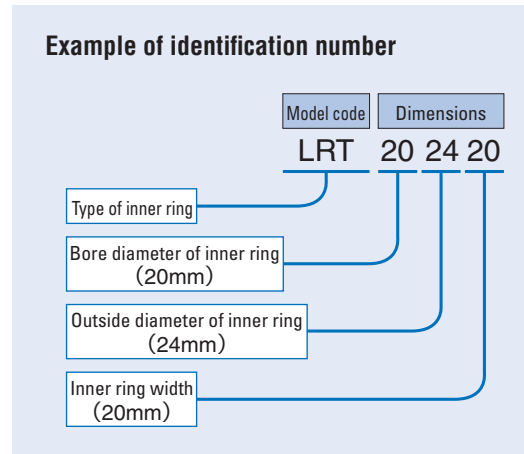 Example of identification number
Model code Dimensions
LRT 20 24 20
Type of inner ring
Bore diameter of inner ring
（20mm）
Outside diameter of inner ring
（24mm）
Inner ring width
（20mm）